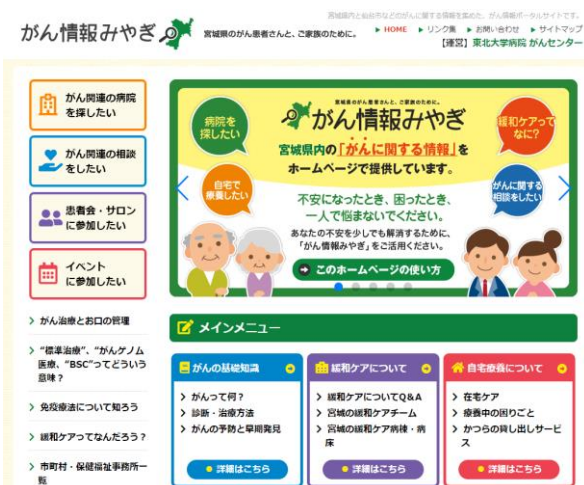 宮城県内と仙台市などのがんに関する情報を集めた、がん情報ポータルサイトです。
がん情報みやぎ
宮城県のがん患者さんと、ご家族のために。
HOME
リンク集
お問い合わせ
サイトマップ
【運営】東北大学病院 がんセンター
がん関連の病院
を探したい
がん関連の相談
をしたい
患者会・サロン
に参加したい
イベント
に参加したい
がん治療とお口の管理
"標準治療"、"がんゲノム
医療、"BSC"ってどういう
意味?
免疫療法について知ろう
緩和ケアってなんだろう?
市町村・保健福祉事務所一
覧
病院を
探したい
宮城県のがん患者さんと、ご家族のために。
がん情報みやぎ
緩和ケアって
なに?
宮城県内の「がんに関する情報」を
ホームページで提供しています。
自宅で
療養したい
がんに関する
相談をしたい
不安になったとき、困ったとき、
一人で悩まないでください。
あなたの不安を少しでも解消するために、
「がん情報みやぎ」をご活用ください。
このホームページの使い方
メインメニュー
がんの基礎知識
がんって何?
診断・治療方法
がんの予防と早期発見
詳細はこちら
緩和ケアについて
緩和ケアについてQ&A
宮城の緩和ケアチーム
宮城の緩和ケア病棟・病
床
詳細はこちら
自宅療養について
在宅ケア
療養中の困りごと
かつらの貸し出しサービ
ス
詳細はこちら